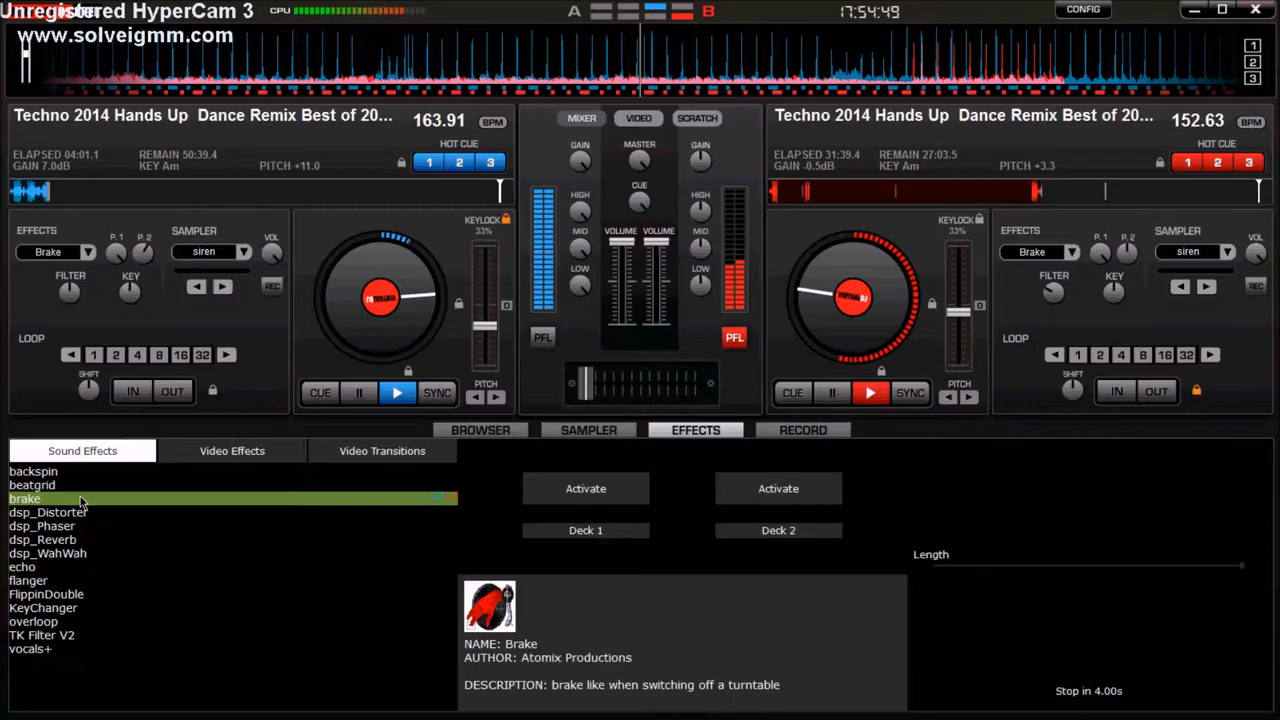 Unregistered HyperCam 3
www.solveigmm.com
CPU
A
B
17:54:49
CONFIG
1
2
3
Techno 2014 Hands Up Dance Remix Best of 20...
163.91 BPM
HOT CUE
ELAPSED 04:01.1 REMAIN 50:39.4
GAIN 7.0dB KEY Am PITCH +11.0
1 2 3
MIXER VIDEO SCRATCH
GAIN MASTER GAIN
CUE
HIGH HIGH
MID MID
VOLUME VOLUME
LOW LOW
PFL PFL
Techno 2014 Hands Up Dance Remix Best of 20...
152.63 BPM
HOT CUE
ELAPSED 31:39.4 REMAIN 27:03.5
GAIN -0.5dB KEY Am PITCH +3.3
1 2 3
EFFECTS P.1 P.2 SAMPLER VOL
Brake siren
FILTER KEY REC
LOOP
1 2 4 8 16 32
SHIFT IN OUT
KEYLOCK
33%
CUE SYNC PITCH
KEYLOCK
33%
VIRTUALDJ
CUE SYNC PITCH
EFFECTS P.1 P.2 SAMPLER VOL
Brake siren
FILTER KEY REC
LOOP
1 2 4 8 16 32
SHIFT IN OUT
BROWSER SAMPLER EFFECTS RECORD
Sound Effects Video Effects Video Transitions
backspin
beatgrid
brake
dsp_Distorter
dsp_Phaser
dsp_Reverb
dsp_WahWah
echo
flanger
FlippinDouble
KeyChanger
overloop
TK Filter V2
vocals+
Activate Activate
Deck 1 Deck 2
Length
NAME: Brake
AUTHOR: Atomix Productions
DESCRIPTION: brake like when switching off a turntable
Stop in 4.00s